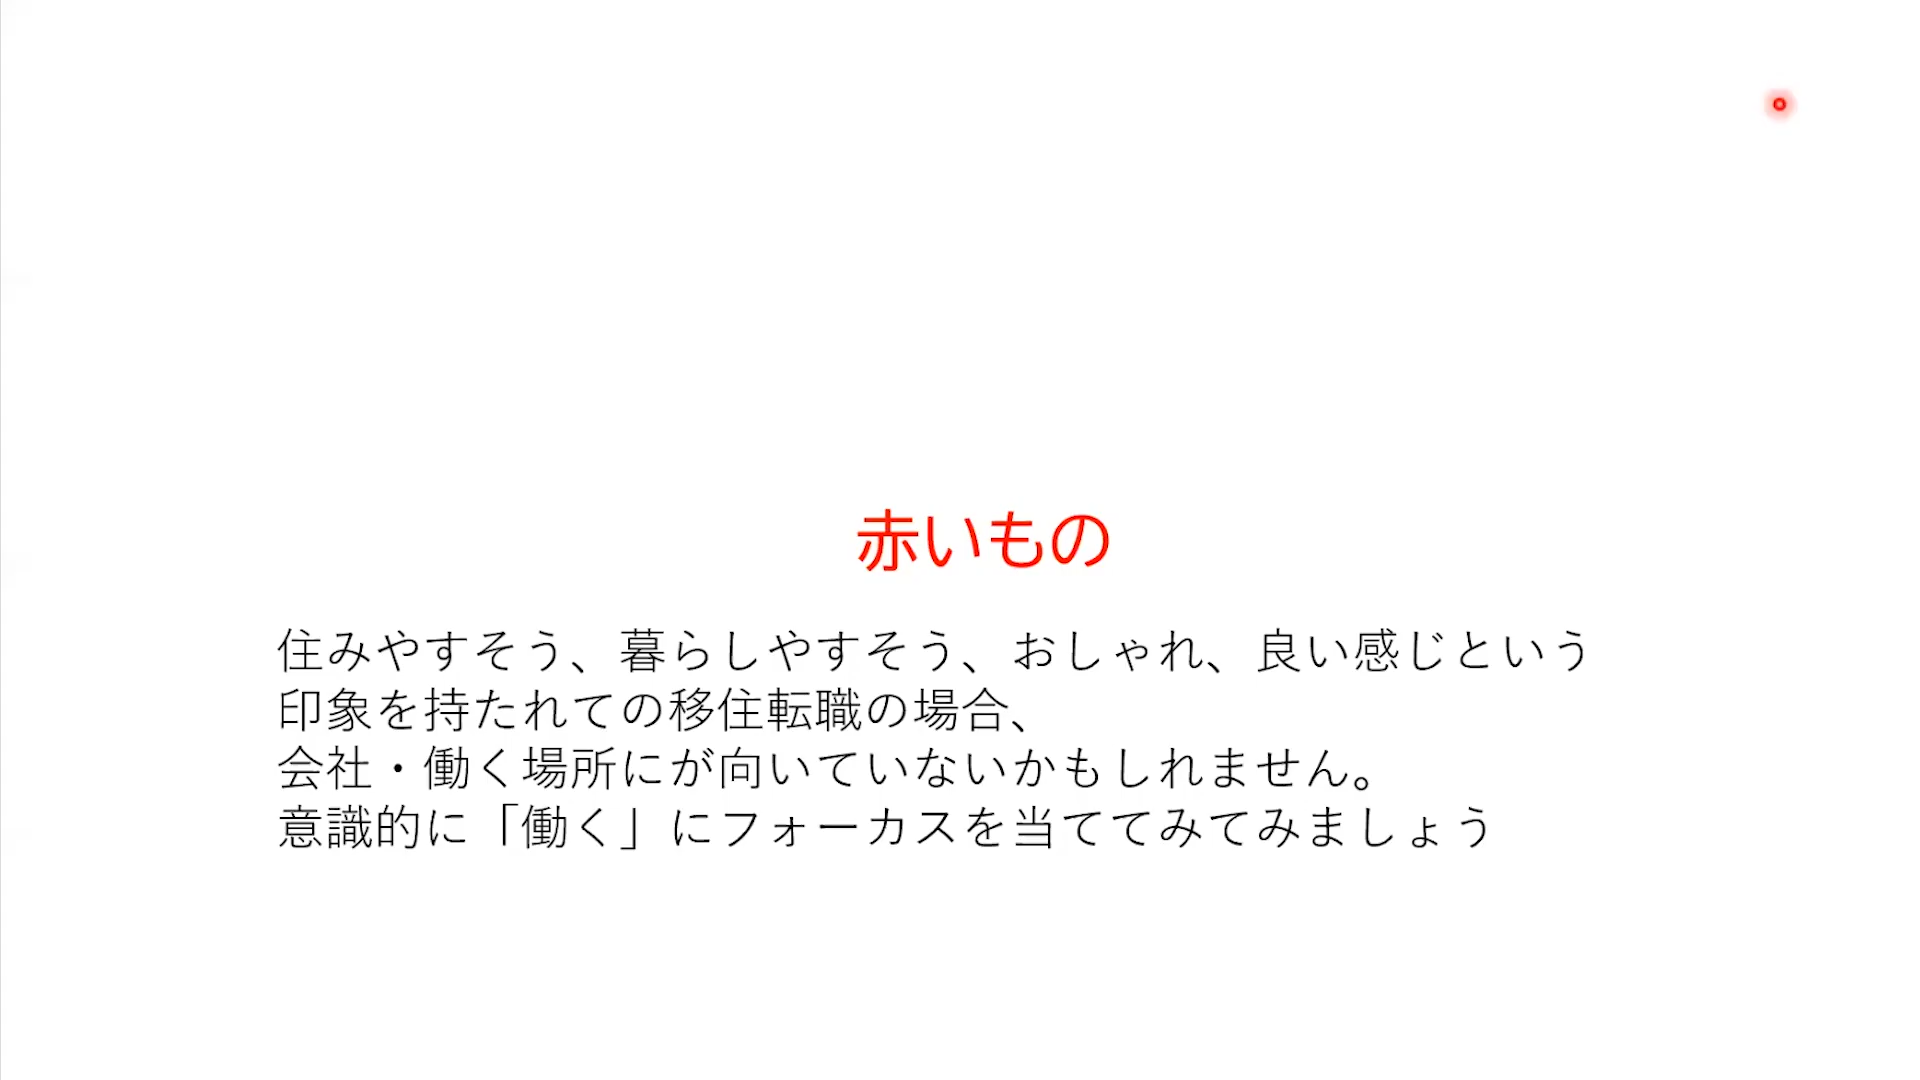 赤いもの
住みやすそう、暮らしやすそう、おしゃれ、良い感じという
印象を持たれての移住転職の場合、
会社・働く場所にが向いていないかもしれません。
意識的に「働く」にフォーカスを当ててみてみましょう